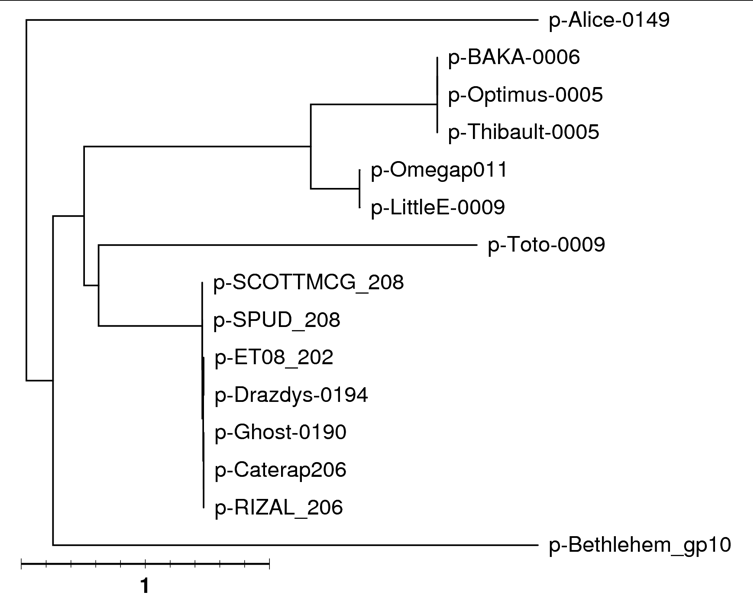 p-Alice-0149
p-BAKA-0006
p-Optimus-0005
p-Thibault-0005
p-Omegap011
p-LittleE-0009
p-Toto-0009
p-SCOTTMCG_208
p-SPUD_208
p-ET08_202
p-Drazdys-0194
p-Ghost-0190
p-Caterap206
p-RIZAL_206
p-Bethlehem_gp10
1